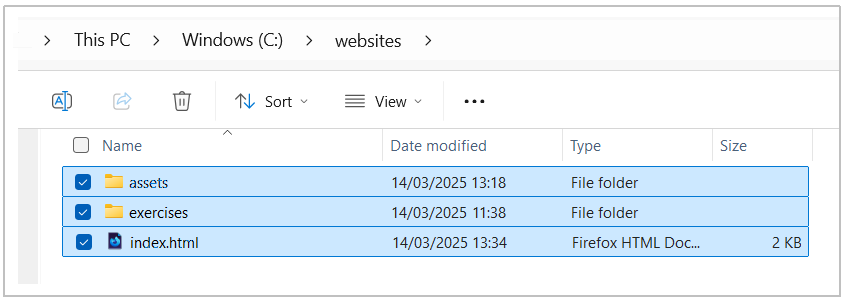 This PC Windows (C:) websites
Sort View
Name Date modified Type Size
assets 14/03/2025 13:18 File folder
exercises 14/03/2025 11:38 File folder
index.html 14/03/2025 13:34 Firefox HTML Doc... 2 KB